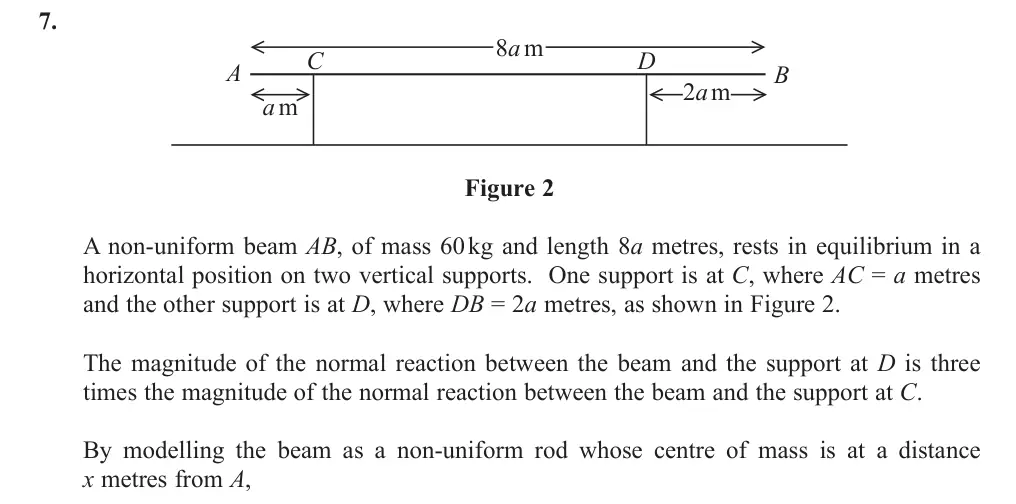 7.
8a m
A
C
D
B
a m
2a m
Figure 2
A non-uniform beam AB, of mass 60 kg and length 8a metres, rests in equilibrium in a
horizontal position on two vertical supports. One support is at C, where AC = a metres
and the other support is at D, where DB = 2a metres, as shown in Figure 2.
The magnitude of the normal reaction between the beam and the support at D is three
times the magnitude of the normal reaction between the beam and the support at C.
By modelling the beam as a non-uniform rod whose centre of mass is at a distance
x metres from A,